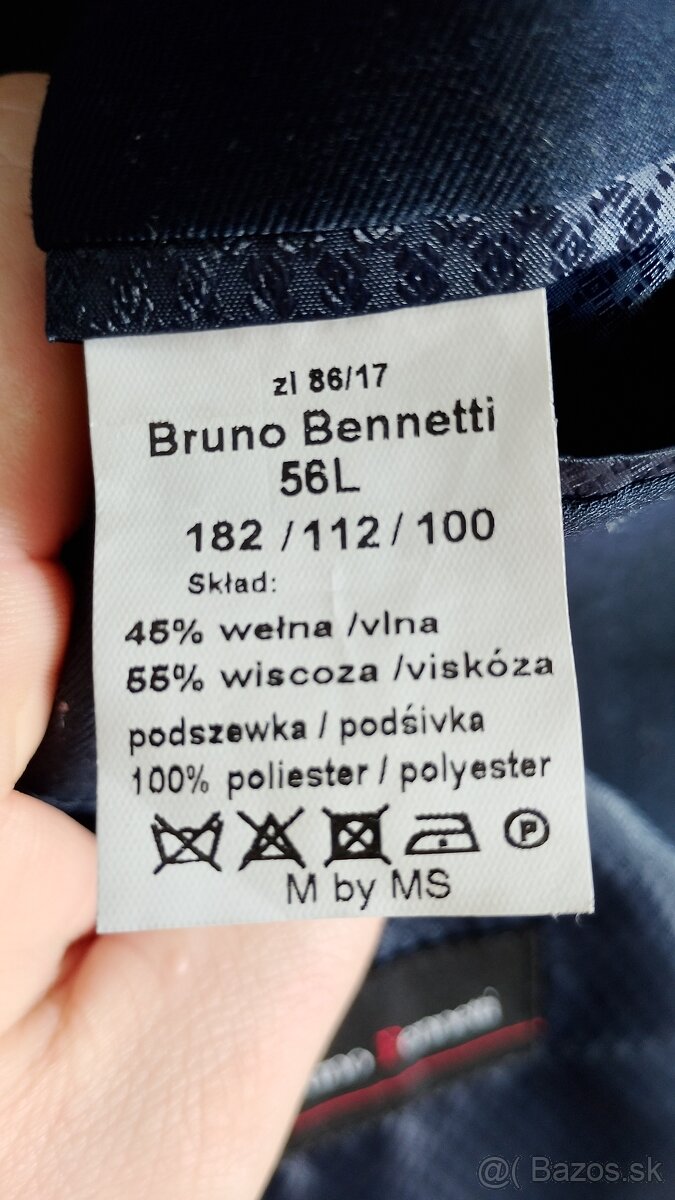 zl 86/17
Bruno Bennetti
56L
182 / 112 / 100
Skład:
45% wełna /vlna
55% wiscoza /viskóza
podszewka / podśivka
100% poliester / polyester
P
M by MS
@( Bazos.sk